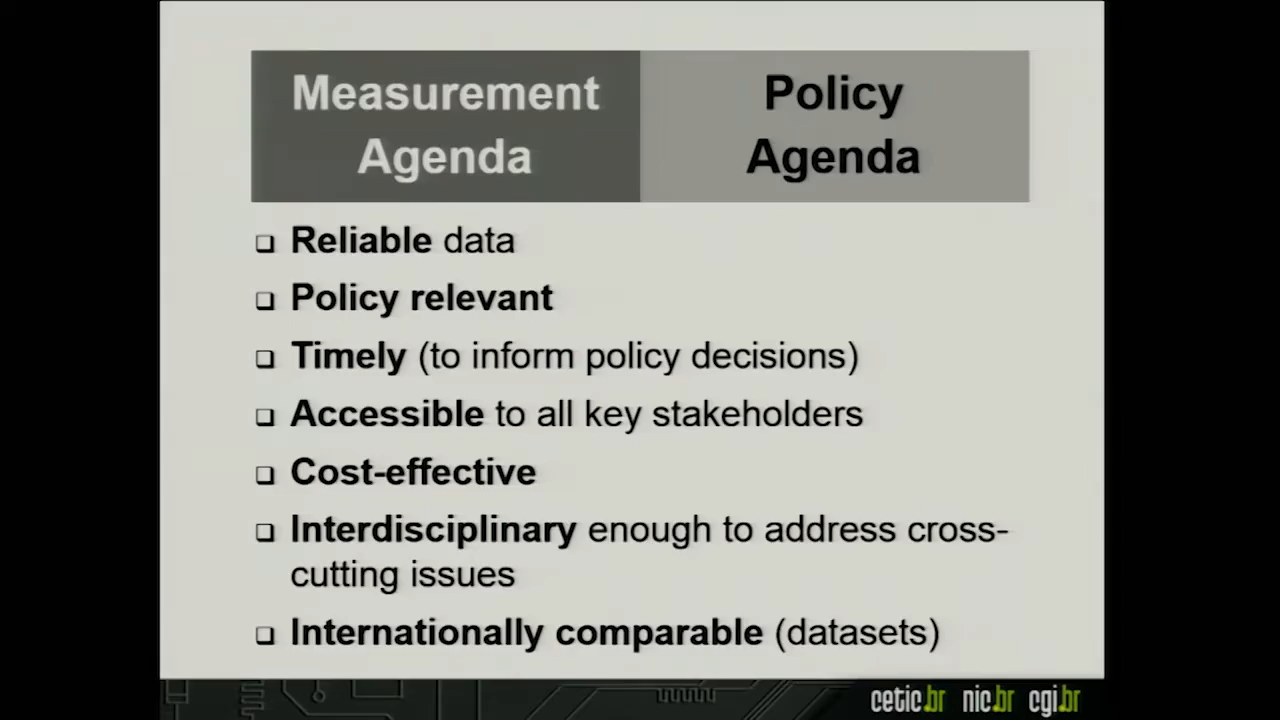 Measurement
Agenda
Policy
Agenda
❑ Reliable data
❑ Policy relevant
❑ Timely (to inform policy decisions)
❑ Accessible to all key stakeholders
❑ Cost-effective
❑ Interdisciplinary enough to address cross-
cutting issues
❑ Internationally comparable (datasets)
cetic.br nic.br cgi.br